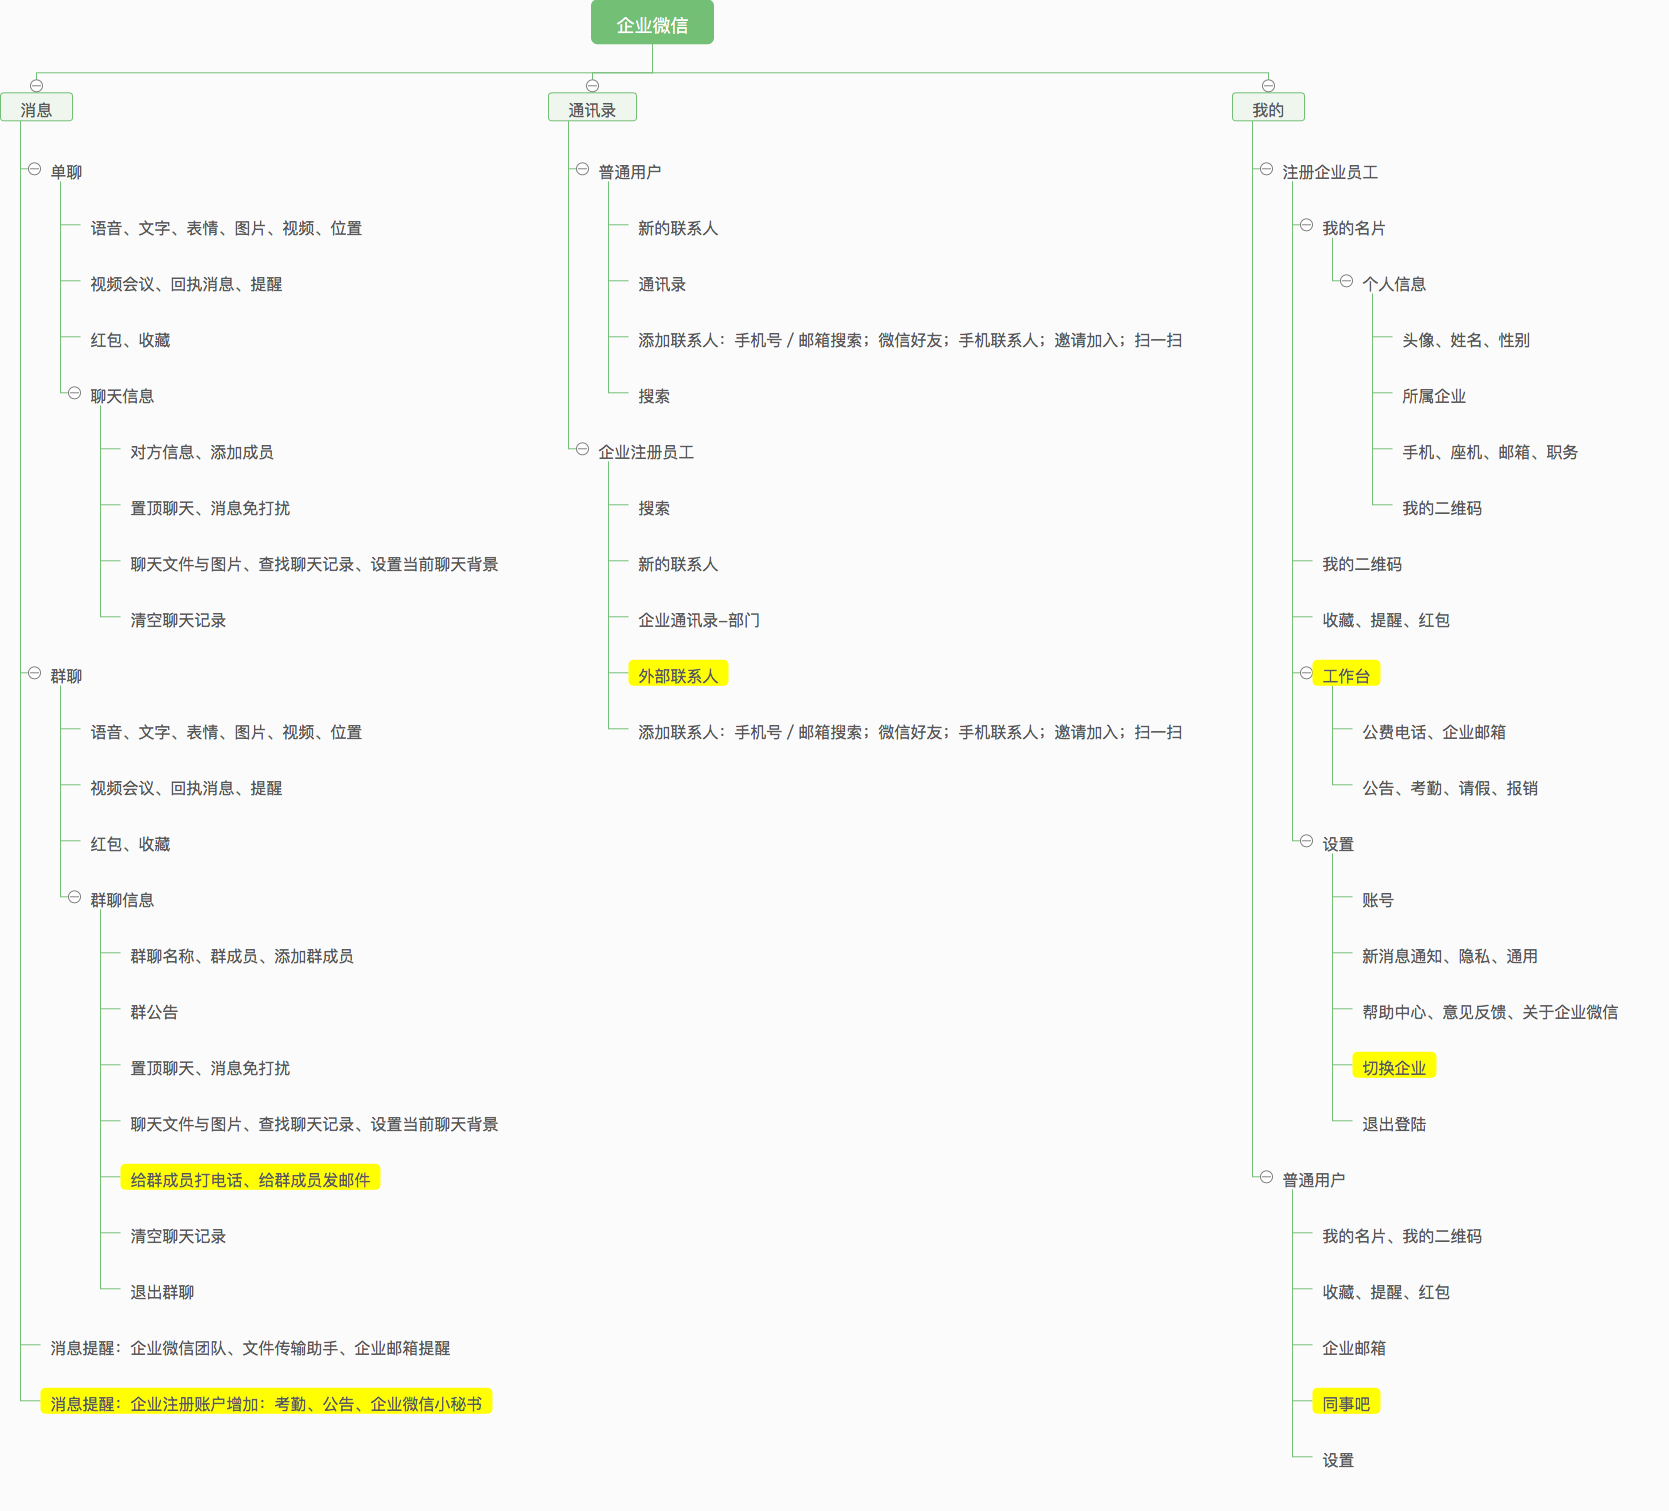 企业微信
消息
单聊
语音、文字、表情、图片、视频、位置
视频会议、回执消息、提醒
红包、收藏
聊天信息
对方信息、添加成员
置顶聊天、消息免打扰
聊天文件与图片、查找聊天记录、设置当前聊天背景
清空聊天记录
群聊
语音、文字、表情、图片、视频、位置
视频会议、回执消息、提醒
红包、收藏
群聊信息
群聊名称、群成员、添加群成员
群公告
置顶聊天、消息免打扰
聊天文件与图片、查找聊天记录、设置当前聊天背景
给群成员打电话、给群成员发邮件
清空聊天记录
退出群聊
消息提醒：企业微信团队、文件传输助手、企业邮箱提醒
消息提醒：企业注册账户增加：考勤、公告、企业微信小秘书
通讯录
普通用户
新的联系人
通讯录
添加联系人：手机号／邮箱搜索；微信好友；手机联系人；邀请加入；扫一扫
搜索
企业注册员工
搜索
新的联系人
企业通讯录–部门
外部联系人
添加联系人：手机号／邮箱搜索；微信好友；手机联系人；邀请加入；扫一扫
我的
注册企业员工
我的名片
个人信息
头像、姓名、性别
所属企业
手机、座机、邮箱、职务
我的二维码
我的二维码
收藏、提醒、红包
工作台
公费电话、企业邮箱
公告、考勤、请假、报销
设置
账号
新消息通知、隐私、通用
帮助中心、意见反馈、关于企业微信
切换企业
退出登陆
普通用户
我的名片、我的二维码
收藏、提醒、红包
企业邮箱
同事吧
设置